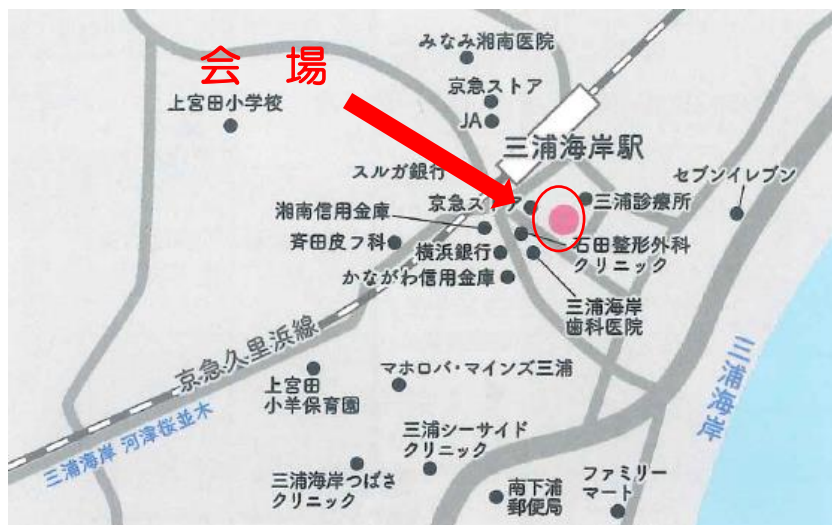 みなみ湘南医院
会 場
京急ストア
上宮田小学校
JA
三浦海岸駅
スルガ銀行
セブンイレブン
京急ストア
三浦診療所
湘南信用金庫
斉田皮フ科
横浜銀行
石田整形外科
クリニック
かながわ信用金庫
三浦海岸
歯科医院
京急久里浜線
三浦海岸
マホロバ・マインズ三浦
上宮田
小羊保育園
三浦海岸 河津桜並木
三浦シーサイド
クリニック
三浦海岸つばさ
クリニック
南下浦
郵便局
ファミリー
マート